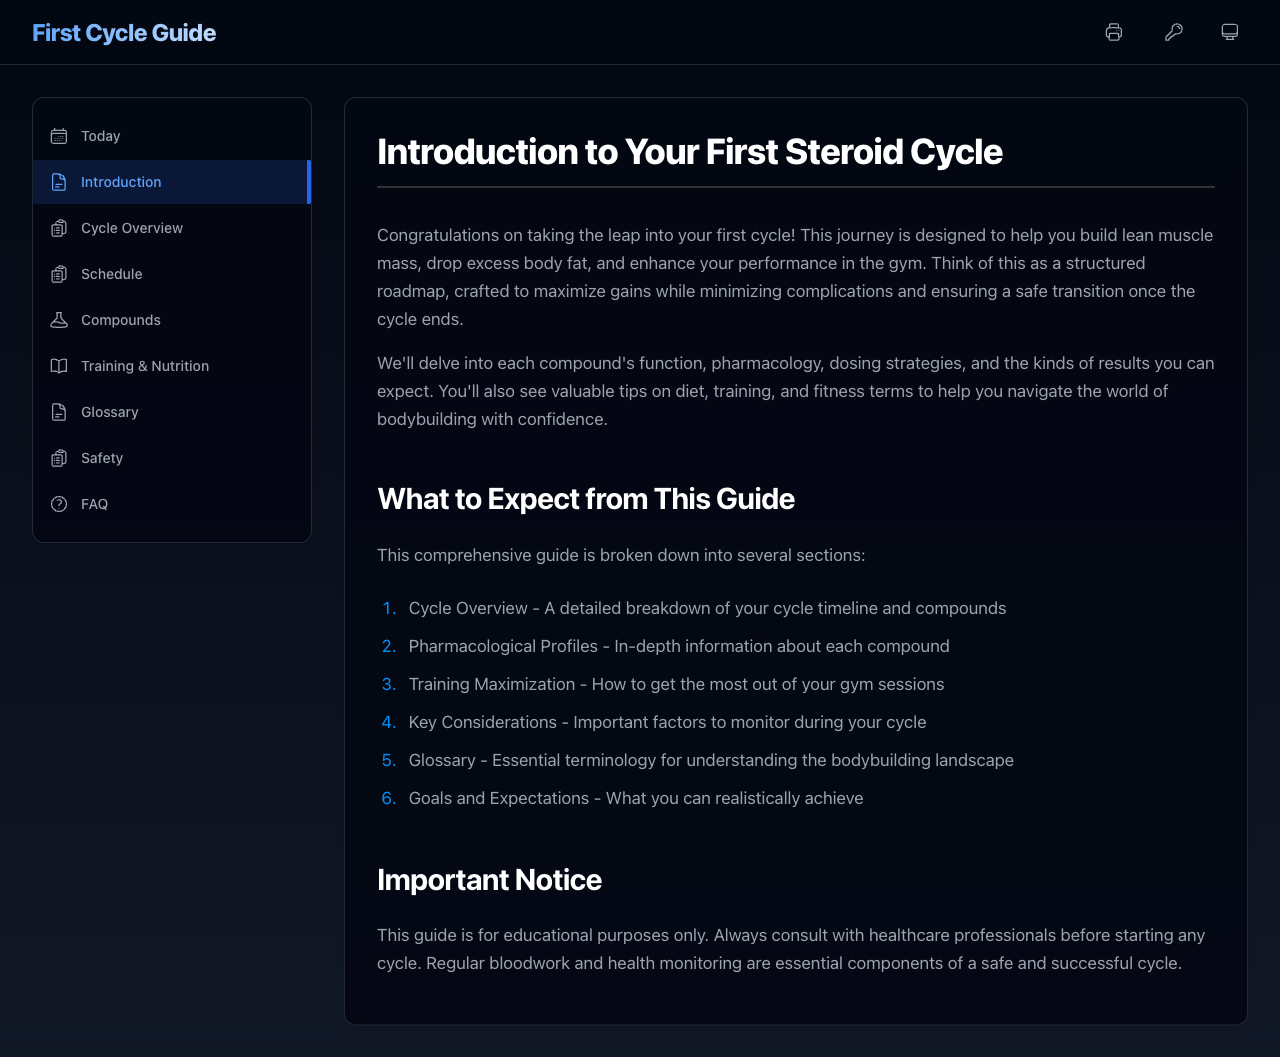 First Cycle Guide
Today
Introduction
Cycle Overview
Schedule
Compounds
Training & Nutrition
Glossary
Safety
FAQ
Introduction to Your First Steroid Cycle
Congratulations on taking the leap into your first cycle! This journey is designed to help you build lean muscle
mass, drop excess body fat, and enhance your performance in the gym. Think of this as a structured
roadmap, crafted to maximize gains while minimizing complications and ensuring a safe transition once the
cycle ends.
We'll delve into each compound's function, pharmacology, dosing strategies, and the kinds of results you can
expect. You'll also see valuable tips on diet, training, and fitness terms to help you navigate the world of
bodybuilding with confidence.
What to Expect from This Guide
This comprehensive guide is broken down into several sections:
1. Cycle Overview - A detailed breakdown of your cycle timeline and compounds
2. Pharmacological Profiles - In-depth information about each compound
3. Training Maximization - How to get the most out of your gym sessions
4. Key Considerations - Important factors to monitor during your cycle
5. Glossary - Essential terminology for understanding the bodybuilding landscape
6. Goals and Expectations - What you can realistically achieve
Important Notice
This guide is for educational purposes only. Always consult with healthcare professionals before starting any
cycle. Regular bloodwork and health monitoring are essential components of a safe and successful cycle.